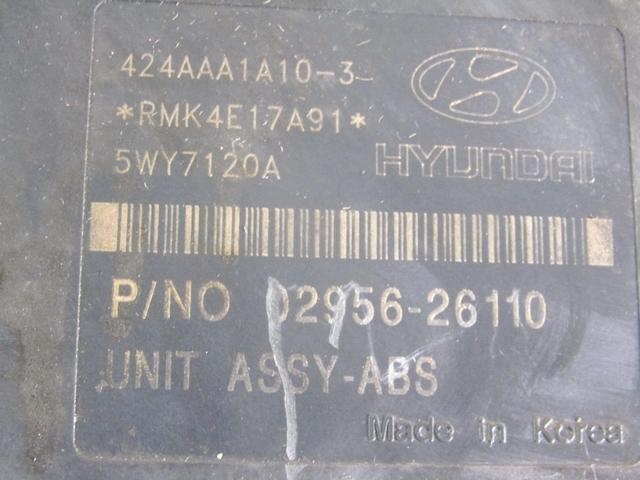 424AAA1A10-3
*RMK4E17A91*
5WY7120A
HYUNDAI
P/NO 02956-26110
UNIT ASSY-ABS
Made in Korea